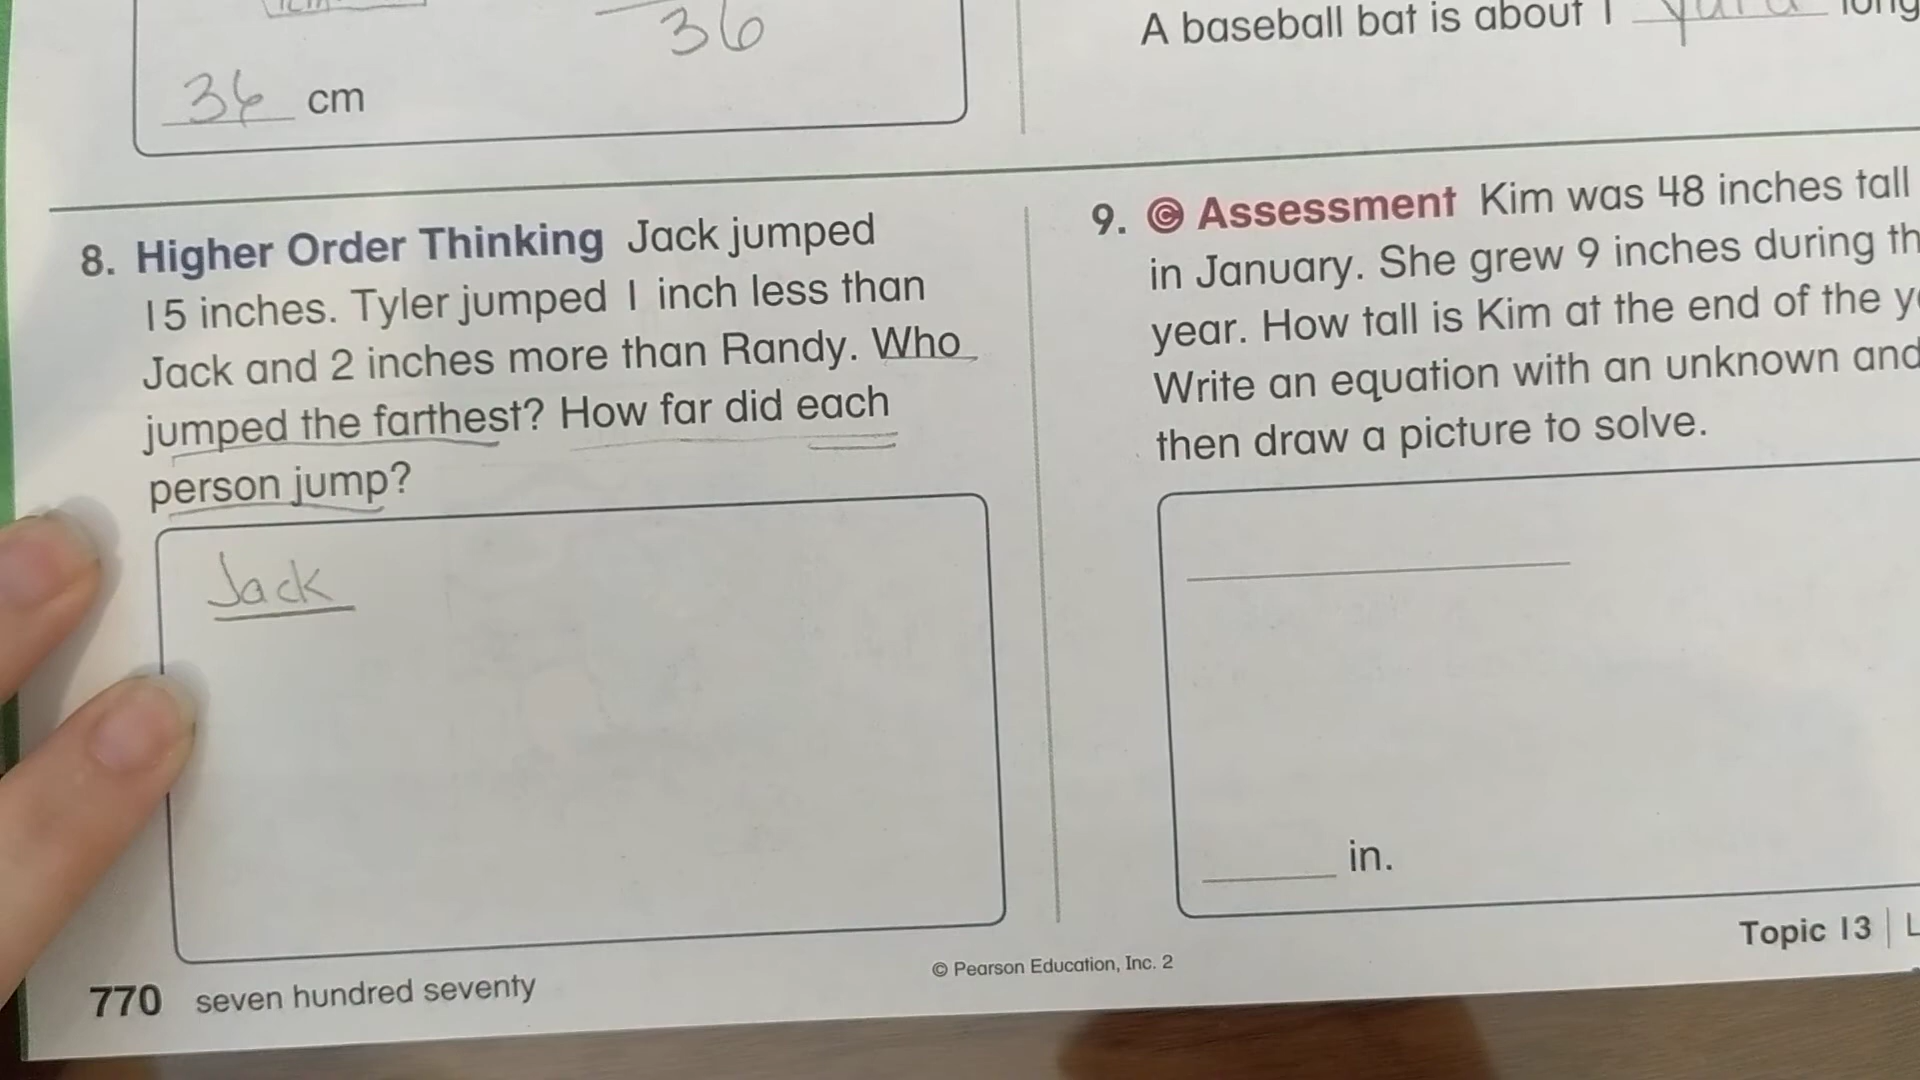 36
A baseball bat is about 1 yard long
36 cm
8. Higher Order Thinking Jack jumped
15 inches. Tyler jumped 1 inch less than
Jack and 2 inches more than Randy. Who
jumped the farthest? How far did each
person jump?
Jack
9. © Assessment Kim was 48 inches tall
in January. She grew 9 inches during th
year. How tall is Kim at the end of the y
Write an equation with an unknown and
then draw a picture to solve.
in.
770 seven hundred seventy
© Pearson Education, Inc. 2
Topic 13 | L